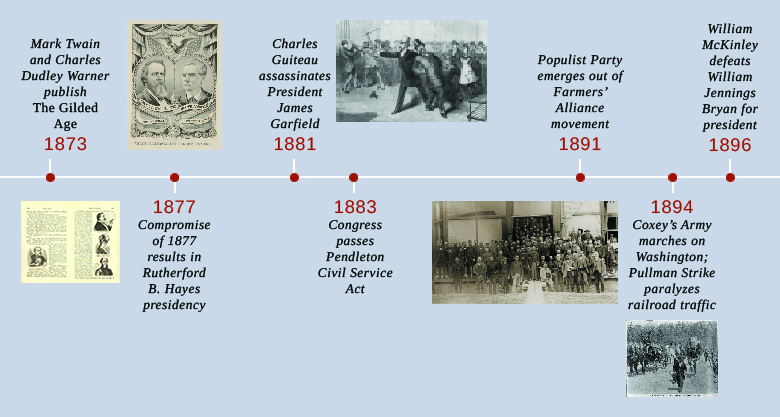 Mark Twain
and Charles
Dudley Warner
publish
The Gilded
Age
1873
1877
Compromise
of 1877
results in
Rutherford
B. Hayes
presidency
Charles
Guiteau
assassinates
President
James
Garfield
1881
1883
Congress
passes
Pendleton
Civil Service
Act
Populist Party
emerges out of
Farmers’
Alliance
movement
1891
1894
Coxey’s Army
marches on
Washington;
Pullman Strike
paralyzes
railroad traffic
William
McKinley
defeats
William
Jennings
Bryan for
president
1896